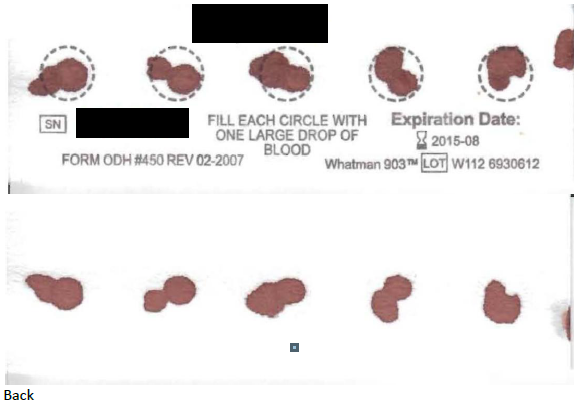 SN
FILL EACH CIRCLE WITH
ONE LARGE DROP OF
BLOOD
Expiration Date:
2015-08
FORM ODH #450 REV 02-2007
Whatman 903™ LOT W112 6930612
Back